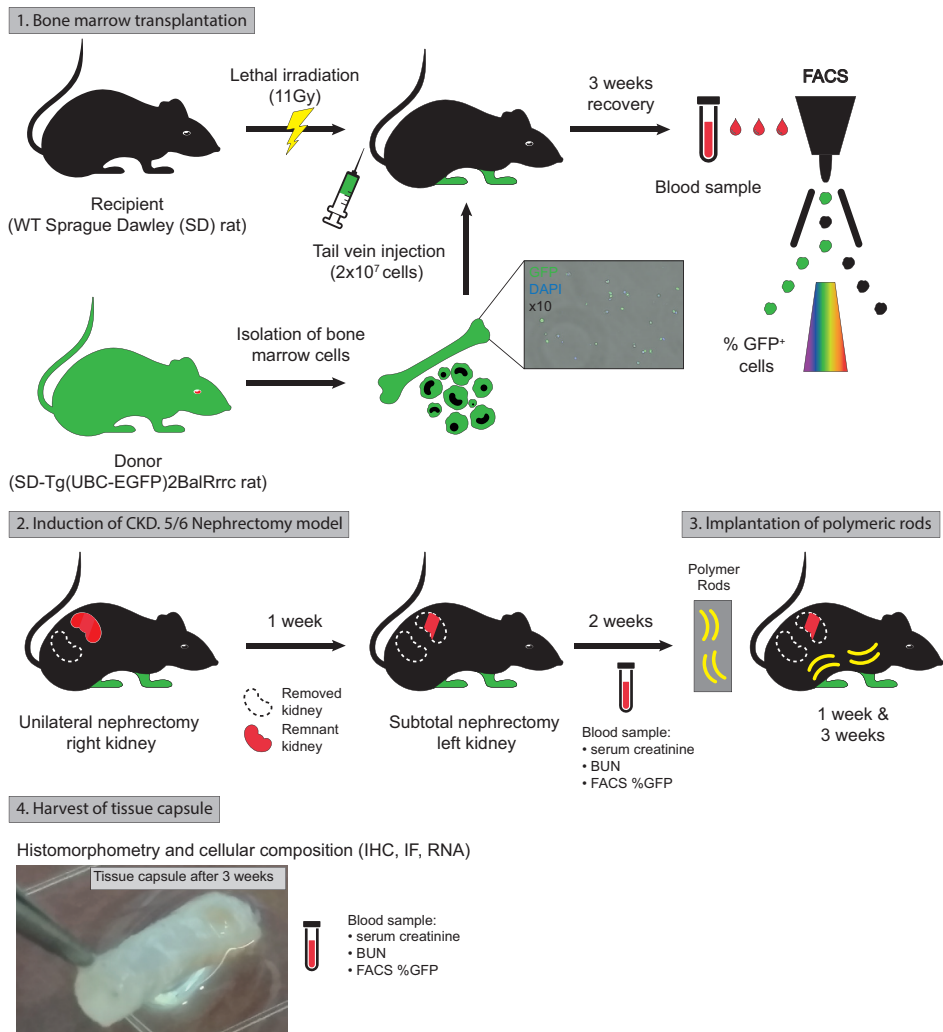 1. Bone marrow transplantation
Lethal irradiation
(11Gy)
3 weeks
recovery
FACS
Blood sample
Recipient
(WT Sprague Dawley (SD) rat)
Tail vein injection
(2x10⁷ cells)
GFP
DAPI
x10
Isolation of bone
marrow cells
% GFP⁺
cells
Donor
(SD-Tg(UBC-EGFP)2BalRrrc rat)
2. Induction of CKD. 5/6 Nephrectomy model
3. Implantation of polymeric rods
Polymer
Rods
1 week
2 weeks
Removed
kidney
Remnant
kidney
Unilateral nephrectomy
right kidney
Subtotal nephrectomy
left kidney
Blood sample:
• serum creatinine
• BUN
• FACS %GFP
1 week &
3 weeks
4. Harvest of tissue capsule
Histomorphometry and cellular composition (IHC, IF, RNA)
Tissue capsule after 3 weeks
Blood sample:
• serum creatinine
• BUN
• FACS %GFP